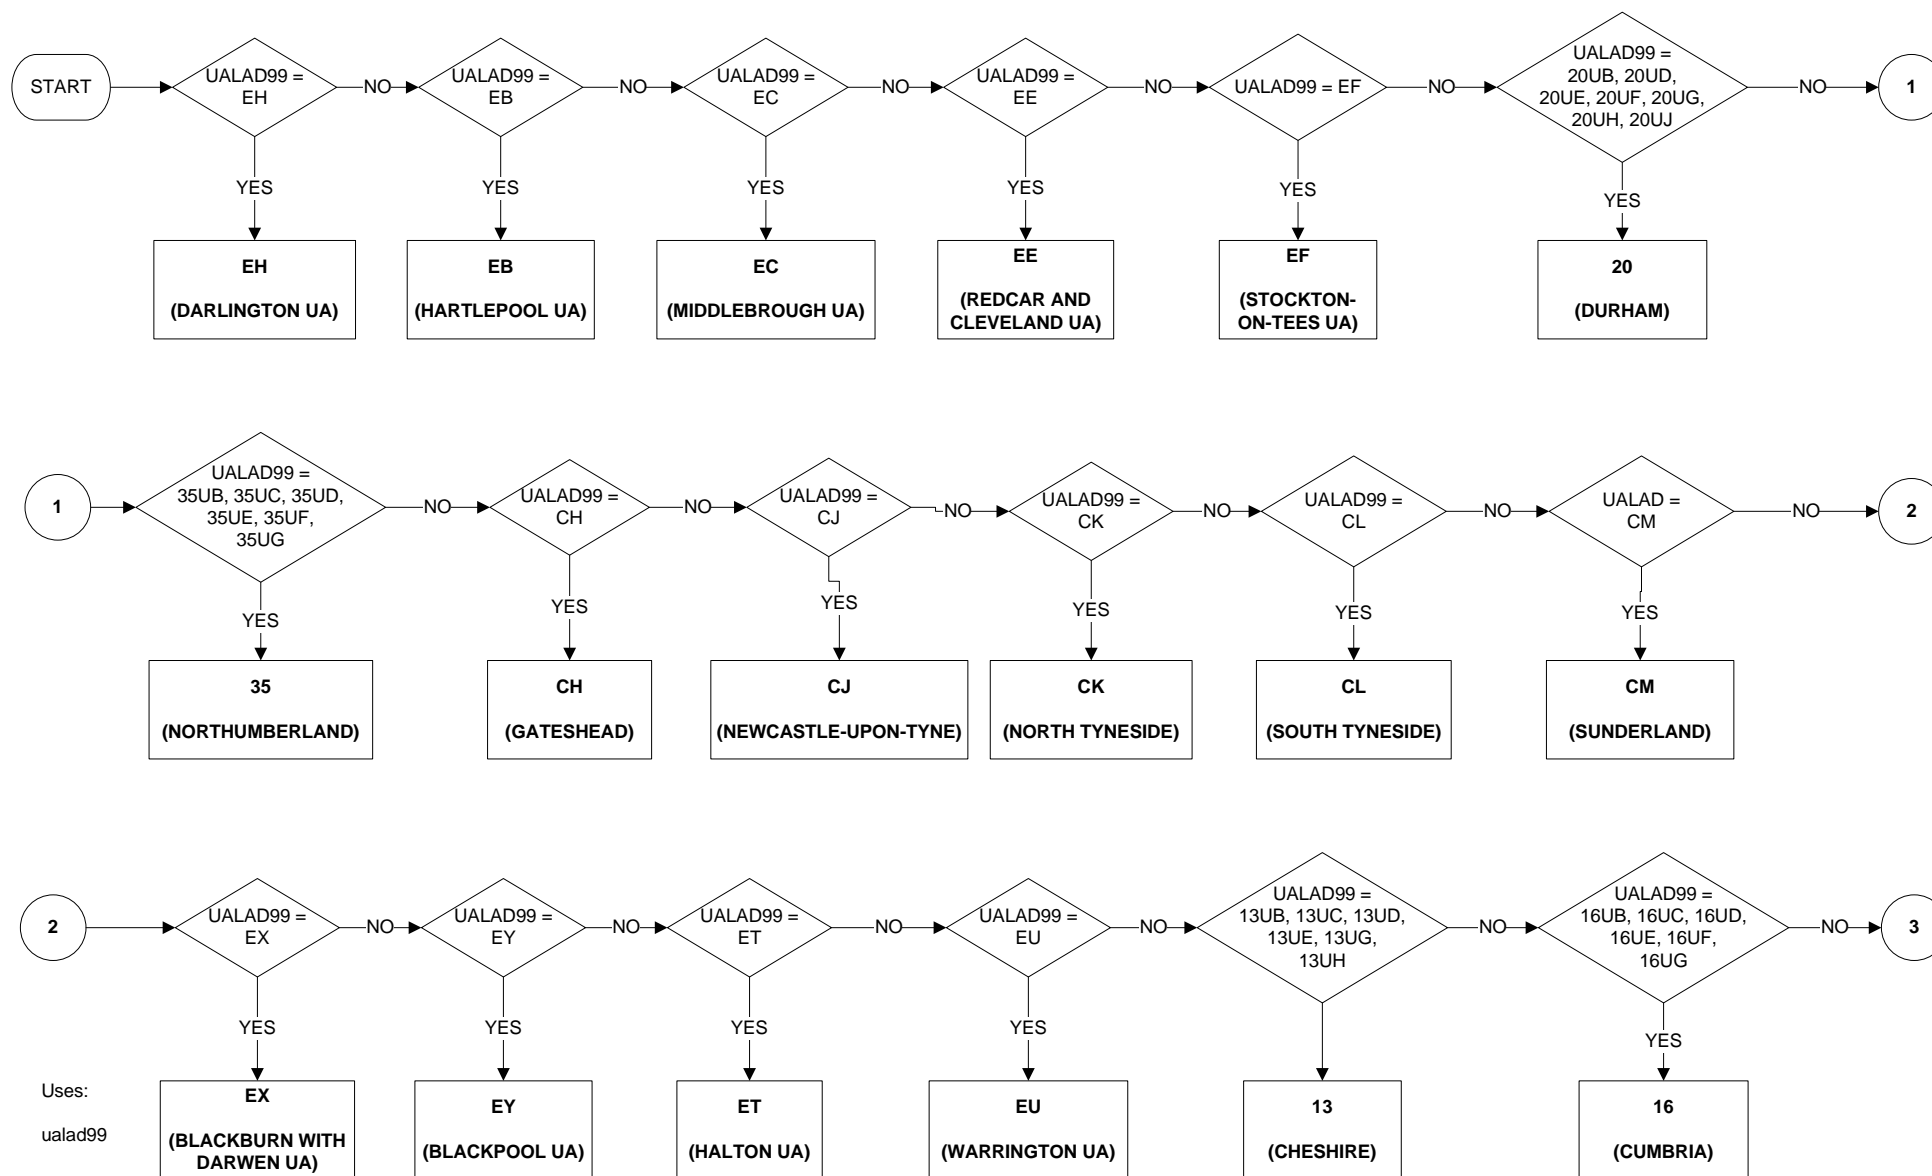 START
UALAD99 =
EH
NO
UALAD99 =
EB
NO
UALAD99 =
EC
NO
UALAD99 =
EE
NO
UALAD99 = EF
NO
UALAD99 =
20UB, 20UD,
20UE, 20UF, 20UG,
20UH, 20UJ
NO
1
YES
YES
YES
YES
YES
YES
EH
(DARLINGTON UA)
EB
(HARTLEPOOL UA)
EC
(MIDDLEBROUGH UA)
EE
(REDCAR AND
CLEVELAND UA)
EF
(STOCKTON-
ON-TEES UA)
20
(DURHAM)
1
UALAD99 =
35UB, 35UC, 35UD,
35UE, 35UF,
35UG
NO
UALAD99 =
CH
NO
UALAD99 =
CJ
NO
UALAD99 =
CK
NO
UALAD99 =
CL
NO
UALAD =
CM
NO
2
YES
YES
YES
YES
YES
YES
35
(NORTHUMBERLAND)
CH
(GATESHEAD)
CJ
(NEWCASTLE-UPON-TYNE)
CK
(NORTH TYNESIDE)
CL
(SOUTH TYNESIDE)
CM
(SUNDERLAND)
2
UALAD99 =
EX
NO
UALAD99 =
EY
NO
UALAD99 =
ET
NO
UALAD99 =
EU
NO
UALAD99 =
13UB, 13UC, 13UD,
13UE, 13UG,
13UH
NO
UALAD99 =
16UB, 16UC, 16UD,
16UE, 16UF,
16UG
NO
3
YES
YES
YES
YES
YES
EX
(BLACKBURN WITH
DARWEN UA)
EY
(BLACKPOOL UA)
ET
(HALTON UA)
EU
(WARRINGTON UA)
13
(CHESHIRE)
16
(CUMBRIA)
Uses:
ualad99